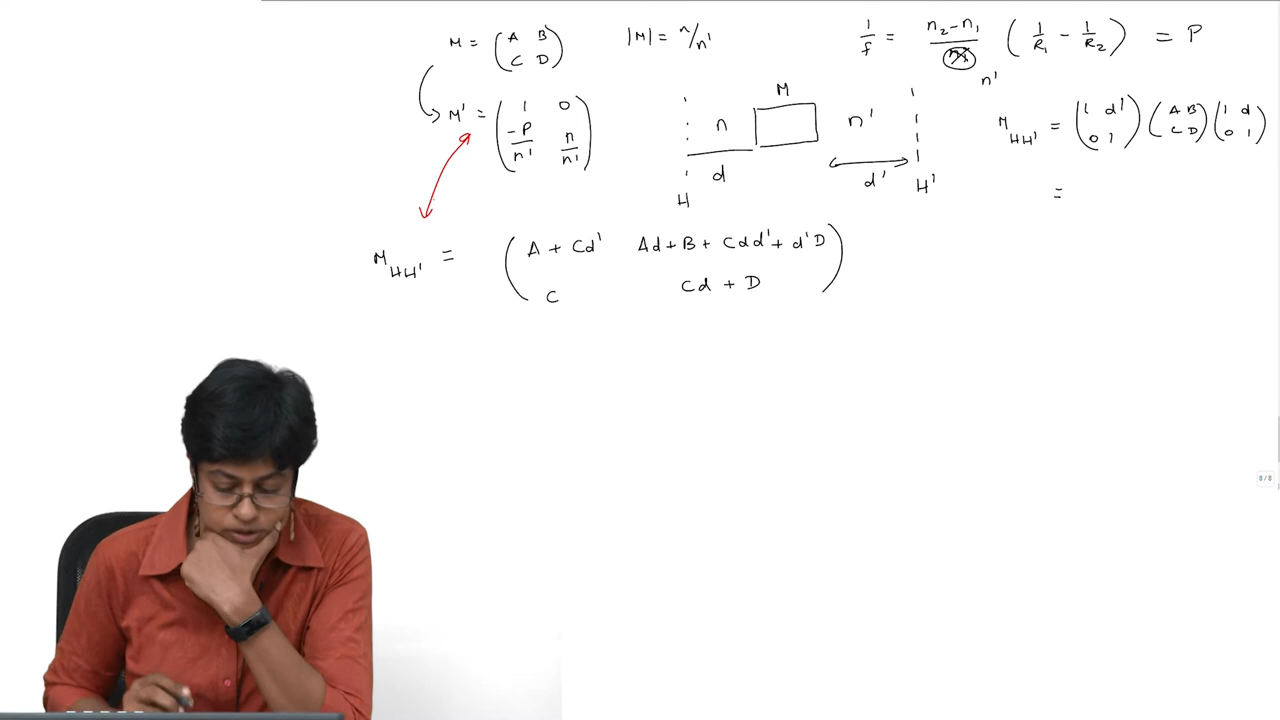 M = ( A B C D ) |M| = n/n' 1/f = (n₂-n₁)/n₁ ( 1/R₁ - 1/R₂ ) = P
n'
M' = ( 1 0 -P/n' n/n' )
M
n n'
d d'
H H'
M_HH' = ( 1 d' 0 1 ) ( A B C D ) ( 1 d 0 1 )
=
M_HH' = ( A + Cd' Ad + B + Cdd' + d'D
C Cd + D )
8/8